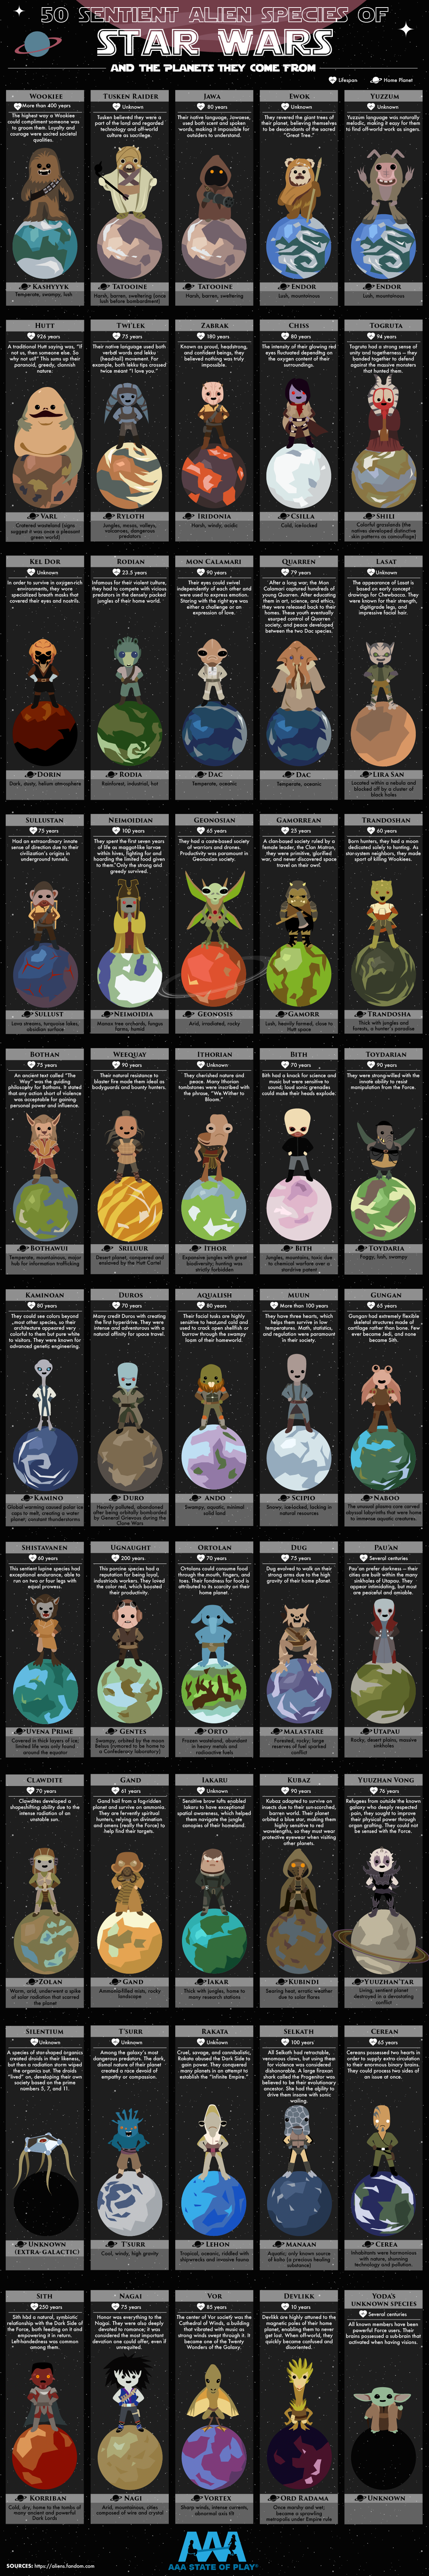 50 SENTIENT ALIEN SPECIES OF
STAR WARS
AND THE PLANETS THEY COME FROM
Lifespan
Home Planet
WOOKIEE
More than 400 years
The highest way a Wookiee
could compliment someone was
to groom them. Loyalty and
courage were sacred societal
qualities.
KASHYYYK
Temperate, swampy, lush
TUSKEN RAIDER
Unknown
Tusken believed they were a
part of the land and regarded
technology and off-world
culture as sacrilege.
TATOOINE
Harsh, barren, sweltering (once
lush before bombardment)
JAWA
80 years
Their native language, Jawaese,
used both scent and spoken
words, making it impossible for
outsiders to understand.
TATOOINE
Harsh, barren, sweltering
EWOK
Unknown
They revered the giant trees of
their planet, believing themselves
to be descendants of the sacred
"Great Tree."
ENDOR
Lush, mountainous
YUZZUM
Unknown
Yuzzum language was naturally
melodic, making it easy for them
to find off-world work as singers.
ENDOR
Lush, mountainous
HUTT
926 years
A traditional Hutt saying was, "If
not us, then someone else. So
why not us?" This sums up their
paranoid, greedy, clannish
nature.
VARL
Cratered wasteland (signs
suggest it was once a pleasant
green world)
TWI'LEK
75 years
Their native language used both
verbal words and lekku
(head/tail) movement. For
example, both lekku tips crossed
twice meant "I love you."
RYLOTH
Jungles, mesas, valleys,
volcanoes, dangerous
predators
ZABRAK
180 years
Known as proud, headstrong,
and confident beings, they
believed nothing was truly
impossible.
IRIDONIA
Harsh, windy, acidic
CHISS
80 years
The intensity of their glowing red
eyes fluctuated depending on
the oxygen content of their
surroundings.
CSILLA
Cold, ice-locked
TOGRUTA
94 years
Togruta had a strong sense of
unity and togetherness – they
banded together to defend
against the massive monsters
that hunted them.
SHILI
Colorful grasslands (the
natives developed distinctive
skin patterns as camouflage)
KEL DOR
Unknown
In order to survive in oxygen-rich
environments, they wore
specialized breath masks that
covered their eyes and nostrils.
DORIN
Dark, dusty, helium atmosphere
RODIAN
23.5 years
Infamous for their violent culture,
they had to compete with vicious
predators in the densely packed
jungles of their home world.
RODIA
Rainforest, industrial, hot
MON CALAMARI
90 years
Their eyes could swivel
independently of each other and
were used to express emotion.
Staring with the right eye was
either a challenge or an
expression of love.
DAC
Temperate, oceanic
QUARREN
79 years
After a long war, the Mon
Calamari captured hundreds of
young Quarren. After educating
them in art, science, and ethics,
they were released back to their
homes. These youth eventually
usurped control of Quarren
society, and peace developed
between the two Dac species.
DAC
Temperate, oceanic
LASAT
Unknown
The appearance of Lasat is
based on early concept
drawings for Chewbacca. They
were known for their strength,
digitigrade legs, and
impressive facial hair.
LIRA SAN
Located within a nebula and
blocked off by a cluster of
black holes
SULLUSTAN
75 years
Had an extraordinary innate
sense of direction due to their
civilization's origins in
underground tunnels.
SULLUST
Lava streams, turquoise lakes,
obsidian surface
NEIMOIDIAN
100 years
They spent the first seven years
of life as maggot-like larvae
within hives, fighting for and
hoarding the limited food given
to them. Only the strong and
greedy survived.
NEIMOIDIA
Manax tree orchards, fungus
farms, humid
GEONOSIAN
65 years
They had a caste-based society
of warriors and drones.
Productivity was paramount in
Geonosian society.
GEONOSIS
Arid, irradiated, rocky
GAMORREAN
25 years
A clan-based society ruled by a
female leader, the Clan Matron,
they were primitive, glorified
war, and never discovered space
travel on their own.
GAMORR
Lush, heavily farmed, close to
Hutt space
TRANDOSHAN
60 years
Born hunters, they had a moon
dedicated solely to hunting. As
system neighbors, they made
sport of killing Wookiees.
TRANDOSHA
Thick with jungles and
forests, a hunter's paradise
BOTHAN
75 years
An ancient text called "The
Way" was the guiding
philosophy for Bothans. It stated
that any action short of violence
was acceptable for gaining
personal power and influence.
BOTHAWUI
Temperate, mountainous, major
hub for information trafficking
WEEQUAY
90 years
Their natural resistance to
blaster fire made them ideal as
bodyguards and bounty hunters.
SRILUUR
Desert planet, conquered and
enslaved by the Hutt Cartel
ITHORIAN
Unknown
They cherished nature and
peace. Many Ithorian
tombstones were inscribed with
the phrase, "We Wither to
Bloom."
ITHOR
Expansive jungles with great
biodiversity; hunting was
strictly forbidden
BITH
70 years
Bith had a knack for science and
music but were sensitive to
sound; loud sonic grenades
could make their heads explode.
BITH
Jungles, mountains, toxic due
to chemical warfare over a
stardrive patent
TOYDARIAN
90 years
They were strong-willed with the
innate ability to resist
manipulation from the Force.
TOYDARIA
Foggy, lush, swampy
KAMINOAN
80 years
They could see colors beyond
most other species, so their
architecture appeared very
colorful to them but pure white
to visitors. They were known for
advanced genetic engineering.
KAMINO
Global warming caused polar ice
caps to melt, creating a water
planet; constant thunderstorms
DUROS
70 years
Many credit Duros with creating
the first hyperdrive. They were
intense and adventurous with a
natural affinity for space travel.
DURO
Heavily polluted, abandoned
after being orbitally bombarded
by General Grievous during the
Clone Wars
AQUALISH
80 years
Their facial tusks are highly
sensitive to heat and cold and
used to crack open shellfish or
burrow through the swampy
loam of their homeworld.
ANDO
Swampy, aquatic, minimal
solid land
MUUN
More than 100 years
They have three hearts, which
helps them survive in low
temperatures. Math, statistics,
and regulation were paramount
in their society.
SCIPIO
Snowy, ice-locked, lacking in
natural resources
GUNGAN
65 years
Gungan had extremely flexible
skeletal structures made of
cartilage rather than bone. Few
ever became Jedi, and none
became Sith.
NABOO
The unusual plasma core carved
physical labyrinths that were home
to immense aquatic creatures.
SHISTAVANEN
60 years
This sentient lupine species had
exceptional endurance, able to
run on two or four legs with
equal prowess.
UVENA PRIME
Covered in thick layers of ice;
limited life was only found
around the equator
UGNAUGHT
200 years
This porcine species had a
reputation for being loyal,
industrials workers. They loved
the color red, which boosted
their productivity.
GENTES
Swampy, orbited by the moon
Balnus (rumored to be home to
a Confederacy laboratory)
ORTOLAN
70 years
Ortolans could consume food
through the mouth, fingers, and
toes. Their fondness for food is
attributed to its scarcity on their
home planet.
ORTO
Frozen wasteland, abundant
in heavy metals and
radioactive fuels
DUG
75 years
Dug evolved to walk on their
strong arms due to the high
gravity of their home planet.
MALASTARE
Forested, rocky; large
reserves of fuel sparked
conflict
PAU'AN
Several centuries
Pau'an prefer darkness – their
cities are built within the many
sinkholes of Utapau. They
appear intimidating, but most
are peaceful and amiable.
UTAPAU
Rocky, desert plains, massive
sinkholes
CLAWDITE
70 years
Clawdites developed a
shapeshifting ability due to the
intense radiation of an
unstable sun.
ZOLAN
Warm, arid, underwent a spike
of solar radiation that scorched
the planet
GAND
61 years
Gand hail from a fog-tempest
planet and survive on ammonia.
They are fervently spiritual
hunters, relying on divination
and omens (really the Force) to
help find their targets.
GAND
Ammonia-filled mists, rocky
landscape
IAKARU
Unknown
Sensitive brow tufts enabled
Iakaru to have exceptional
spatial awareness, which helped
them navigate the jungle
canopies of their homeland.
IAKAR
Thick with jungles, home to
many research stations
KUBAZ
90 years
Kubaz adapted to survive on
insects due to their sun-scorched,
barren world. Their planet
orbited a blue star, making them
highly sensitive to red
wavelengths, so they must wear
protective eyewear when visiting
other planets.
KUBINDI
Searing heat, erratic weather
due to solar flares
YUUZHAN VONG
76 years
Refugees from outside the known
galaxy who deeply respected
pain, they sought to improve
their physical power through
organ grafting. They could not
be sensed with the Force.
YUUZHAN'TAR
Living, sentient planet
destroyed in a devastating
conflict
SILENTIUM
Unknown
A species of star-shaped organics
created droids in their likeness,
but then a radiation storm wiped
the organics out. The droids
"lived" on, developing their own
society based on the prime
numbers 5, 7, and 11.
UNKNOWN
(EXTRA-GALACTIC)
T'SURR
Unknown
Among the galaxy's most
dangerous predators. The dark,
dismal nature of their planet
created a race devoid of
empathy or compassion.
T'SURR
Cool, windy, high gravity
RAKATA
Unknown
Cruel, savage, and cannibalistic,
Rakata abused the Dark Side to
gain power. They conquered
many planets in an attempt to
establish the "Infinite Empire."
LEHON
Tropical, oceanic, riddled with
shipwrecks and invasive fauna
SELKATH
100 years
All Selkath had retractable,
venomous claws, but using them
for violence was considered
dishonorable. A large firaxan
shark called the Progenitor was
believed to be their evolutionary
ancestor. She had the ability to
drive them insane with sonic
wailing.
MANAAN
Aquatic, only known source
of kolto (a precious healing
substance)
CEREAN
65 years
Cereans possessed two hearts in
order to supply extra circulation
to their enormous binary brains.
They could process two sides of
an issue at once.
CEREA
Inhabitants were harmonious
with nature, shunning
technology and pollution
SITH
250 years
Sith had a natural, symbiotic
relationship with the Dark Side of
the Force, both feeding on it and
empowering it in return.
Left-handedness was common
among them.
KORRIBAN
Cold, dry, home to the tombs of
many ancient and powerful
Dark Lords
NAGAI
75 years
Honor was everything to the
Nagai. They were also deeply
devoted to romance; it was
considered the most important
devotion one could offer, even if
unrequited.
NAGI
Arid, mountainous, cities
composed of wire and crystal
VOR
85 years
The center of Vor society was the
Cathedral of Winds, a building
that vibrated with music as
strong winds swept through it. It
became one of the Twenty
Wonders of the Galaxy.
VORTEX
Sharp winds, intense currents,
abnormal axis tilt
DEVLIKK
10 years
Devlikk are highly attuned to the
magnetic poles of their home
planet, enabling them to never
get lost. When off-world, they
quickly became confused and
disoriented.
ORD RADAMA
Once marshy and wet;
became a sprawling
metropolis under Empire rule
YODA'S
UNKNOWN SPECIES
Several centuries
All known members have been
powerful Force users. Their
brains possessed a sub-brain that
activated when having visions.
UNKNOWN
SOURCES: https://aliens.fandom.com
AAA
AAA STATE OF PLAY